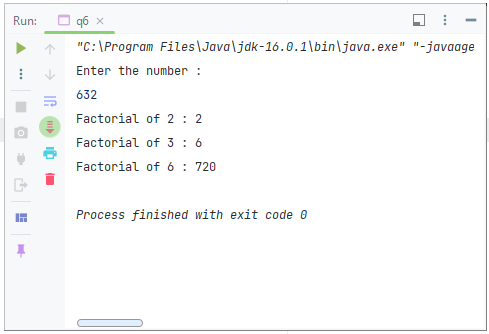 Run: q6
"C:\Program Files\Java\jdk-16.0.1\bin\java.exe" "-javaage
Enter the number :
632
Factorial of 2 : 2
Factorial of 3 : 6
Factorial of 6 : 720
Process finished with exit code 0